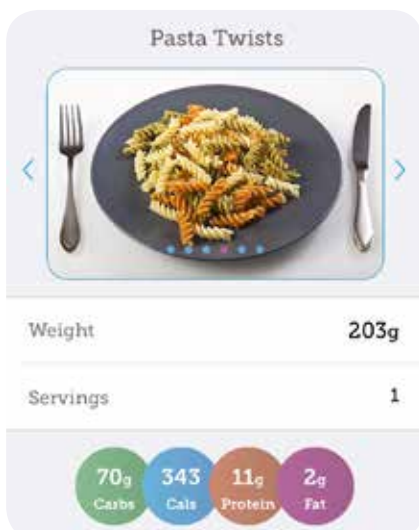 Pasta Twists
Weight 203g
Servings 1
70g 343 11g 2g
Carbs Cals Protein Fat